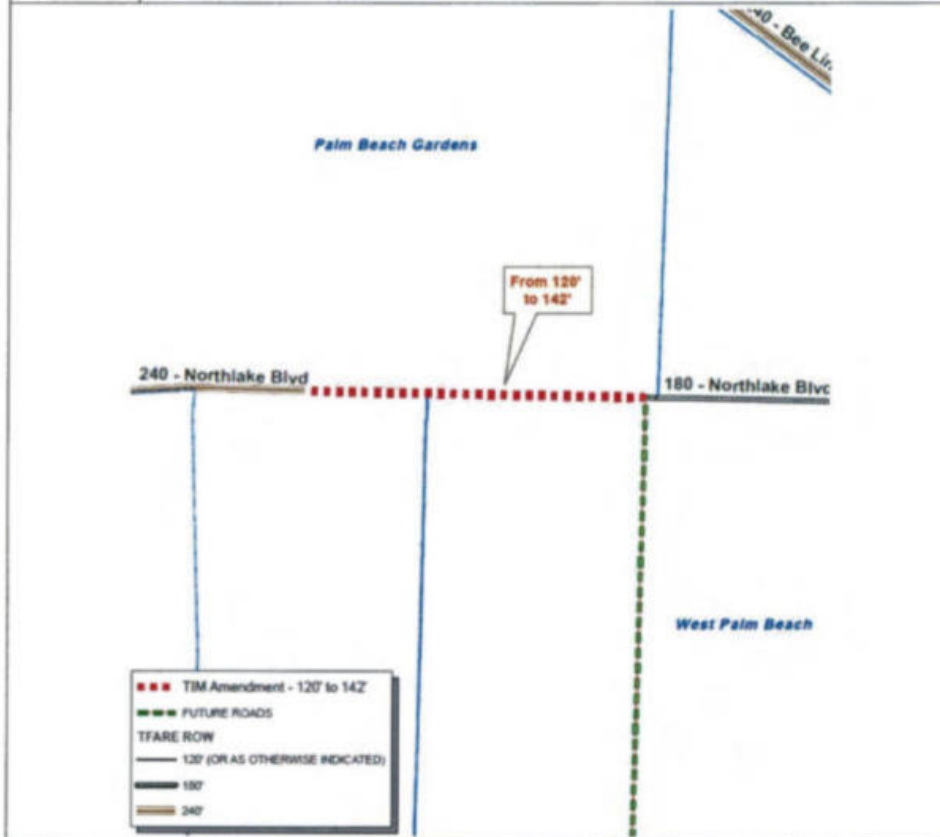 40 - Bee Lin
Palm Beach Gardens
From 120'
to 142'
240 - Northlake Blvd
180 - Northlake Blvd
West Palm Beach
TIM Amendment - 120' to 142'
FUTURE ROADS
TFARE ROW
120' (OR AS OTHERWISE INDICATED)
180'
240'